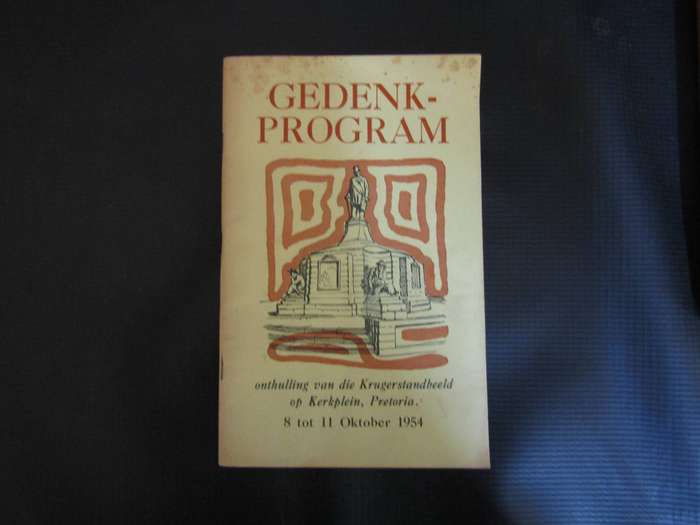 GEDENK-
PROGRAM
onthulling van die Krugerstandbeeld
op Kerkplein, Pretoria.
8 tot 11 Oktober 1954